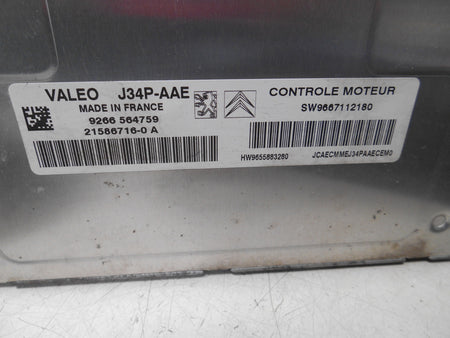 VALEO J34P-AAE
MADE IN FRANCE
9266 564759
21586716-0 A
CONTROLE MOTEUR
SW9667112180
HW9655883280
JCAECMMEJ34PAAECEM0